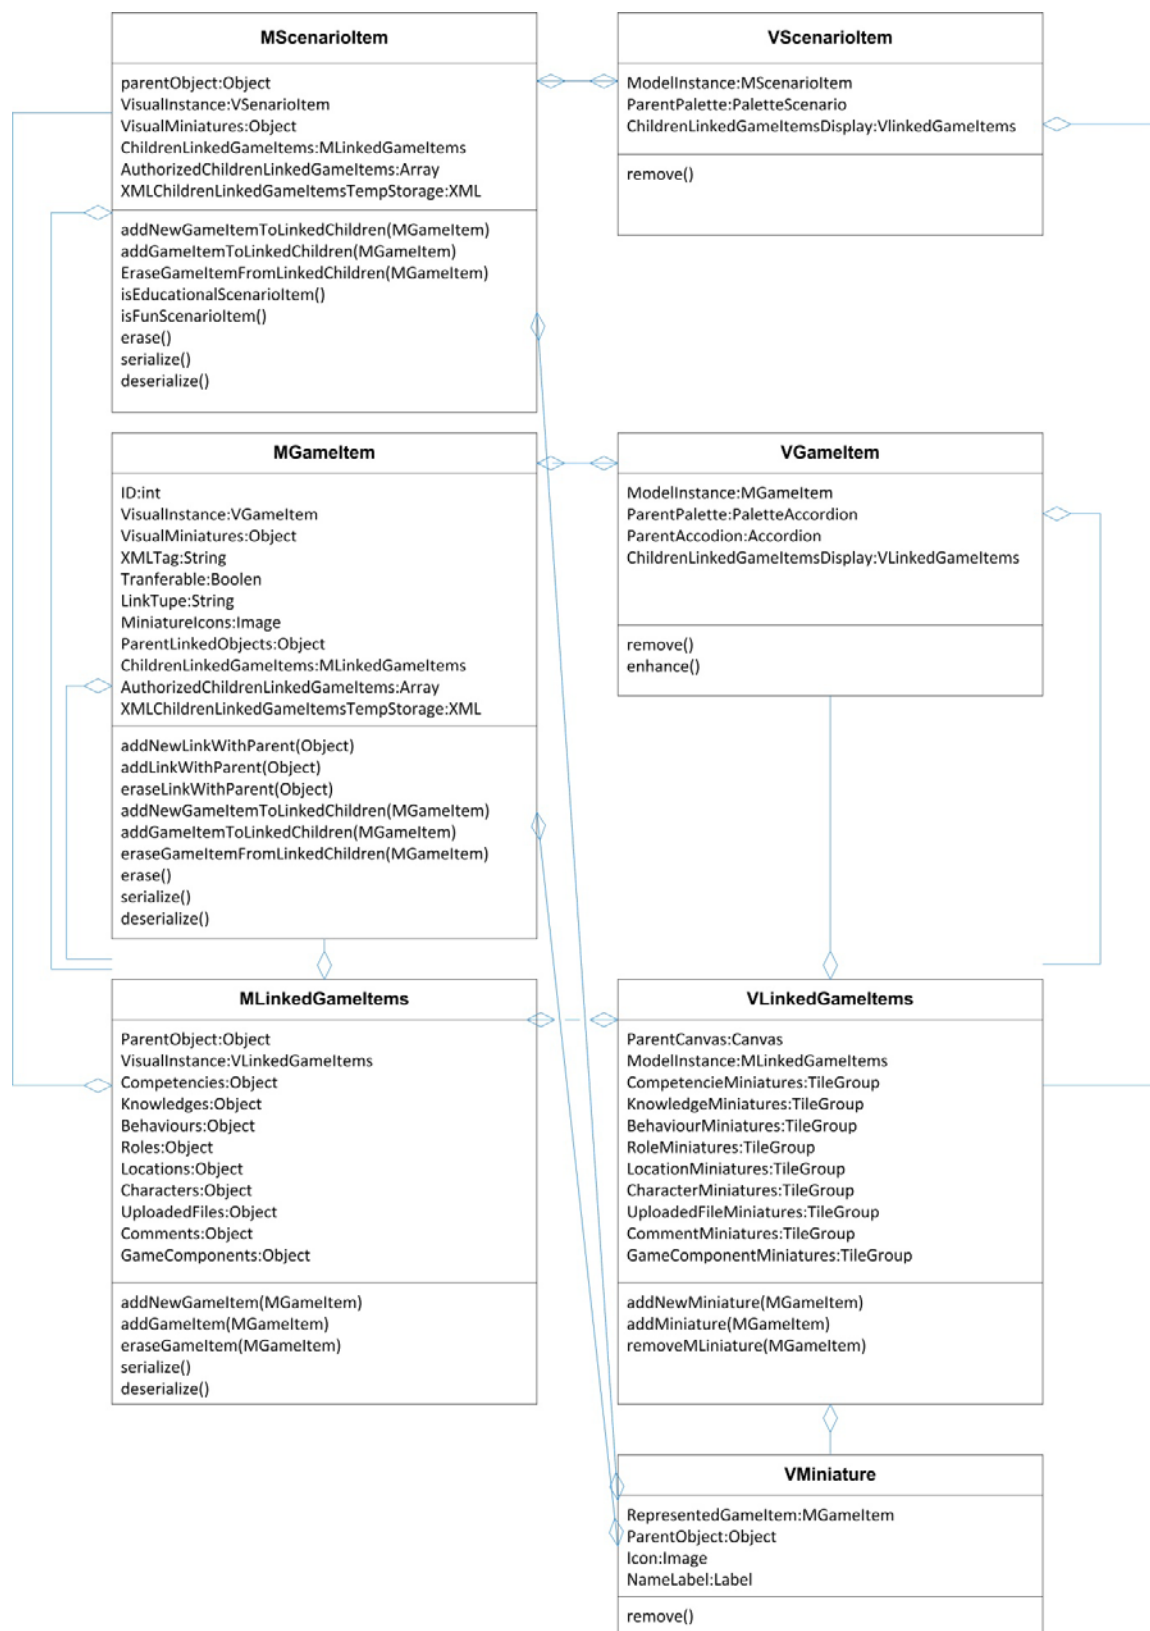 MScenarioItem
parentObject:Object
VisualInstance:VSenarioItem
VisualMiniatures:Object
ChildrenLinkedGameItems:MLinkedGameItems
AuthorizedChildrenLinkedGameItems:Array
XMLChildrenLinkedGameItemsTempStorage:XML
addNewGameItemToLinkedChildren(MGameItem)
addGameItemToLinkedChildren(MGameItem)
EraseGameItemFromLinkedChildren(MGameItem)
isEducationalScenarioItem()
isFunScenarioItem()
erase()
serialize()
deserialize()
VScenarioItem
ModelInstance:MScenarioItem
ParentPalette:PaletteScenario
ChildrenLinkedGameItemsDisplay:VlinkedGameItems
remove()
MGameItem
ID:int
VisualInstance:VGameItem
VisualMiniatures:Object
XMLTag:String
Tranferable:Boolen
LinkTupe:String
MiniatureIcons:Image
ParentLinkedObjects:Object
ChildrenLinkedGameItems:MLinkedGameItems
AuthorizedChildrenLinkedGameItems:Array
XMLChildrenLinkedGameItemsTempStorage:XML
addNewLinkWithParent(Object)
addLinkWithParent(Object)
eraseLinkWithParent(Object)
addNewGameItemToLinkedChildren(MGameItem)
addGameItemToLinkedChildren(MGameItem)
eraseGameItemFromLinkedChildren(MGameItem)
erase()
serialize()
deserialize()
VGameItem
ModelInstance:MGameItem
ParentPalette:PaletteAccordion
ParentAccodion:Accordion
ChildrenLinkedGameItemsDisplay:VLinkedGameItems
remove()
enhance()
MLinkedGameItems
ParentObject:Object
VisualInstance:VLinkedGameItems
Competencies:Object
Knowledges:Object
Behaviours:Object
Roles:Object
Locations:Object
Characters:Object
UploadedFiles:Object
Comments:Object
GameComponents:Object
addNewGameItem(MGameItem)
addGameItem(MGameItem)
eraseGameItem(MGameItem)
serialize()
deserialize()
VLinkedGameItems
ParentCanvas:Canvas
ModelInstance:MLinkedGameItems
CompetencieMiniatures:TileGroup
KnowledgeMiniatures:TileGroup
BehaviourMiniatures:TileGroup
RoleMiniatures:TileGroup
LocationMiniatures:TileGroup
CharacterMiniatures:TileGroup
UploadedFileMiniatures:TileGroup
CommentMiniatures:TileGroup
GameComponentMiniatures:TileGroup
addNewMiniature(MGameItem)
addMiniature(MGameItem)
removeMLiniature(MGameItem)
VMiniature
RepresentedGameItem:MGameItem
ParentObject:Object
Icon:Image
NameLabel:Label
remove()